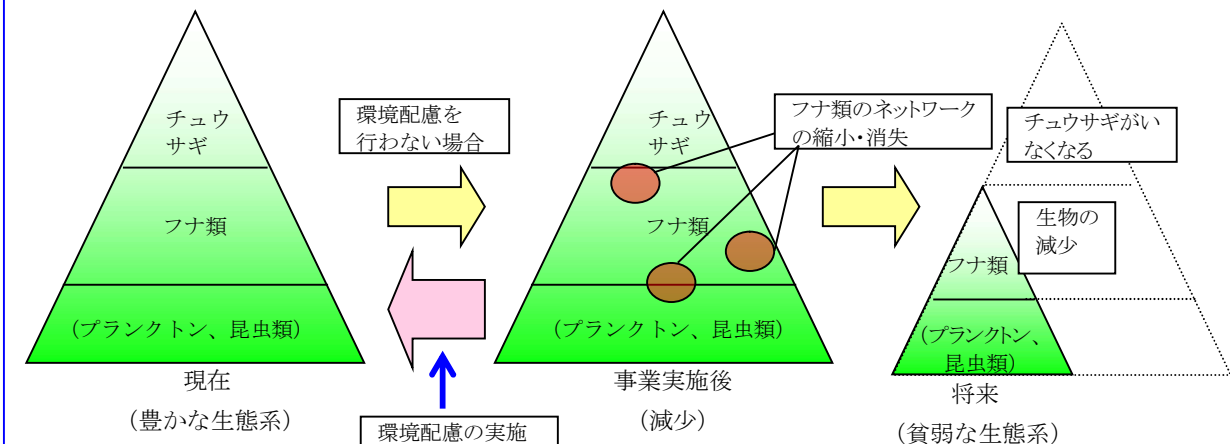 チュウ
サギ
フナ類
(プランクトン、昆虫類)
現在
(豊かな生態系)
環境配慮を
行わない場合
環境配慮の実施
チュウ
サギ
フナ類
(プランクトン、昆虫類)
事業実施後
(減少)
フナ類のネットワーク
の縮小・消失
チュウサギがい
なくなる
生物の
減少
フナ類
(プランクトン、
昆虫類)
将来
(貧弱な生態系)